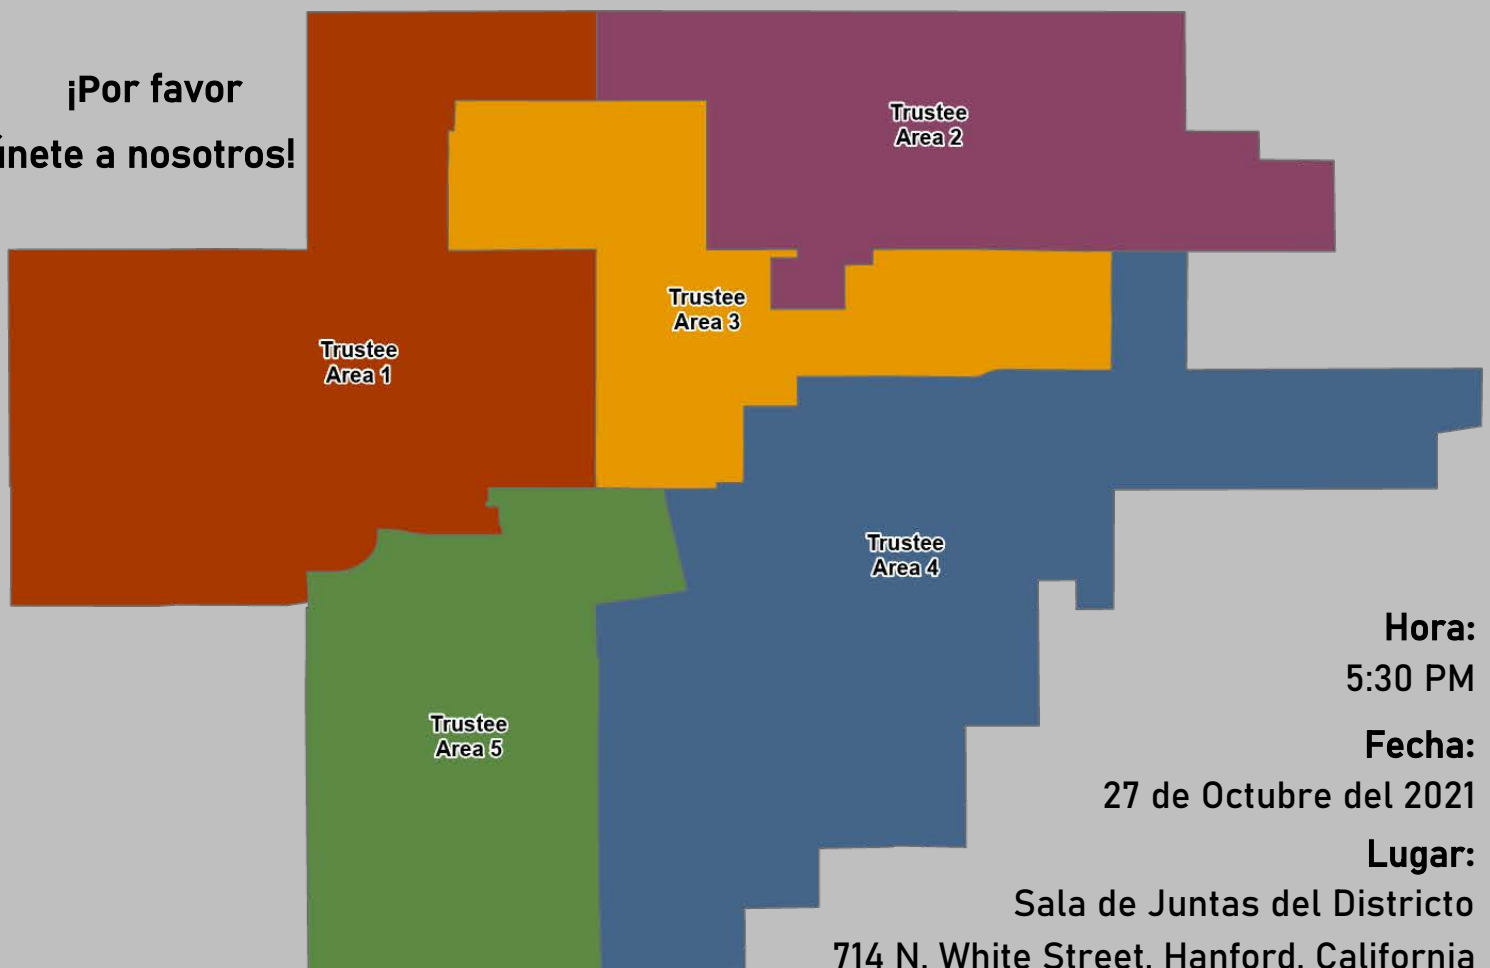 ¡Por favor
únete a nosotros!
Trustee
Area 2
Trustee
Area 3
Trustee
Area 1
Trustee
Area 4
Trustee
Area 5
Hora:
5:30 PM
Fecha:
27 de Octubre del 2021
Lugar:
Sala de Juntas del Districto
714 N. White Street, Hanford, California